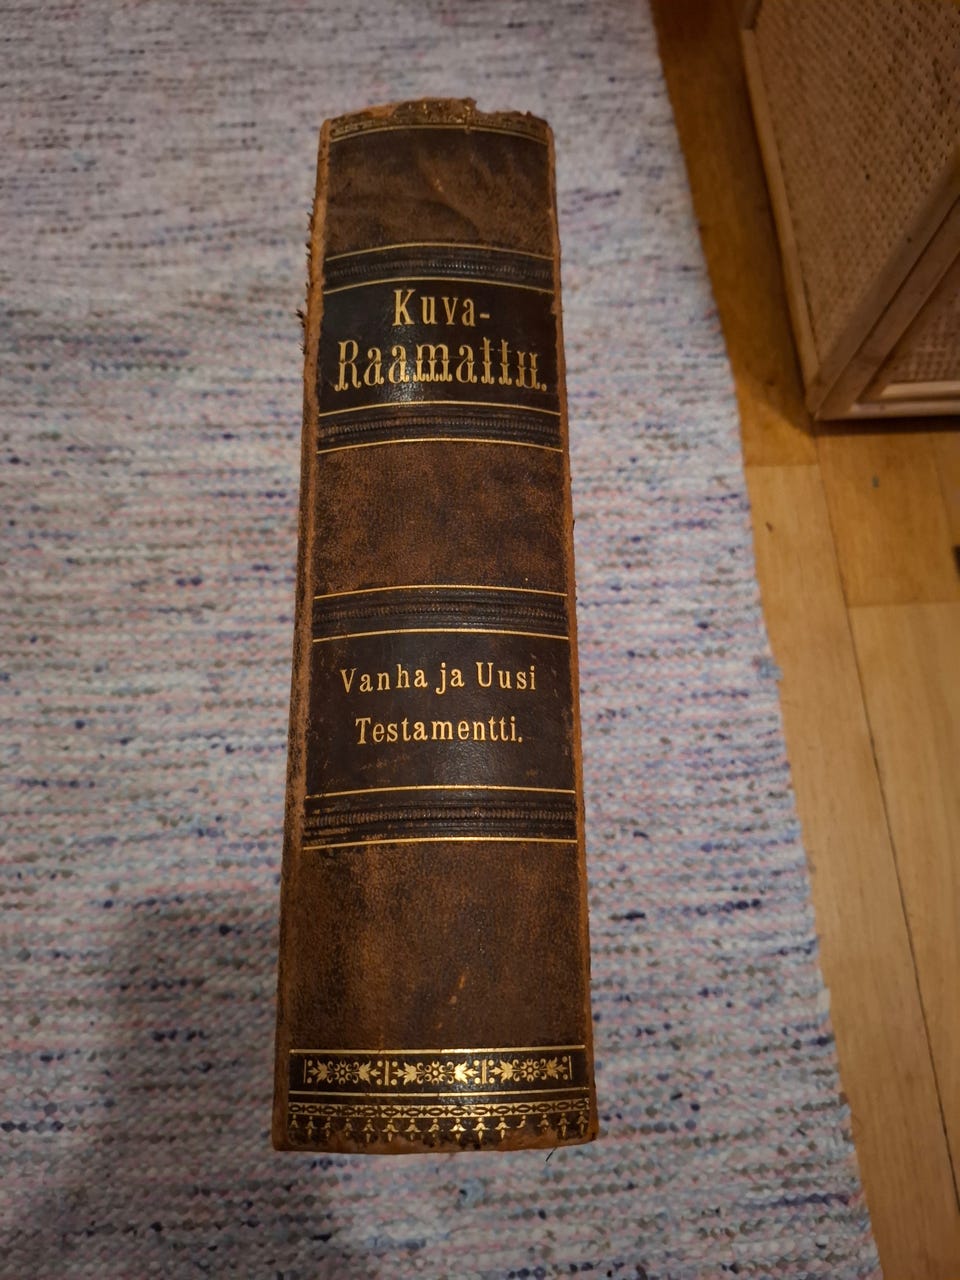 Kuva-
Raamattu.
Vanha ja Uusi
Testamentti.